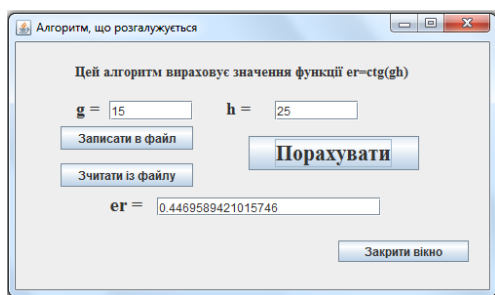 Алгоритм, що розгалужується
Цей алгоритм вираховує значення функції er=ctg(gh)
g = 15 h = 25
Записати в файл
Порахувати
Зчитати із файлу
er = 0.4469589421015746
Закрити вікно